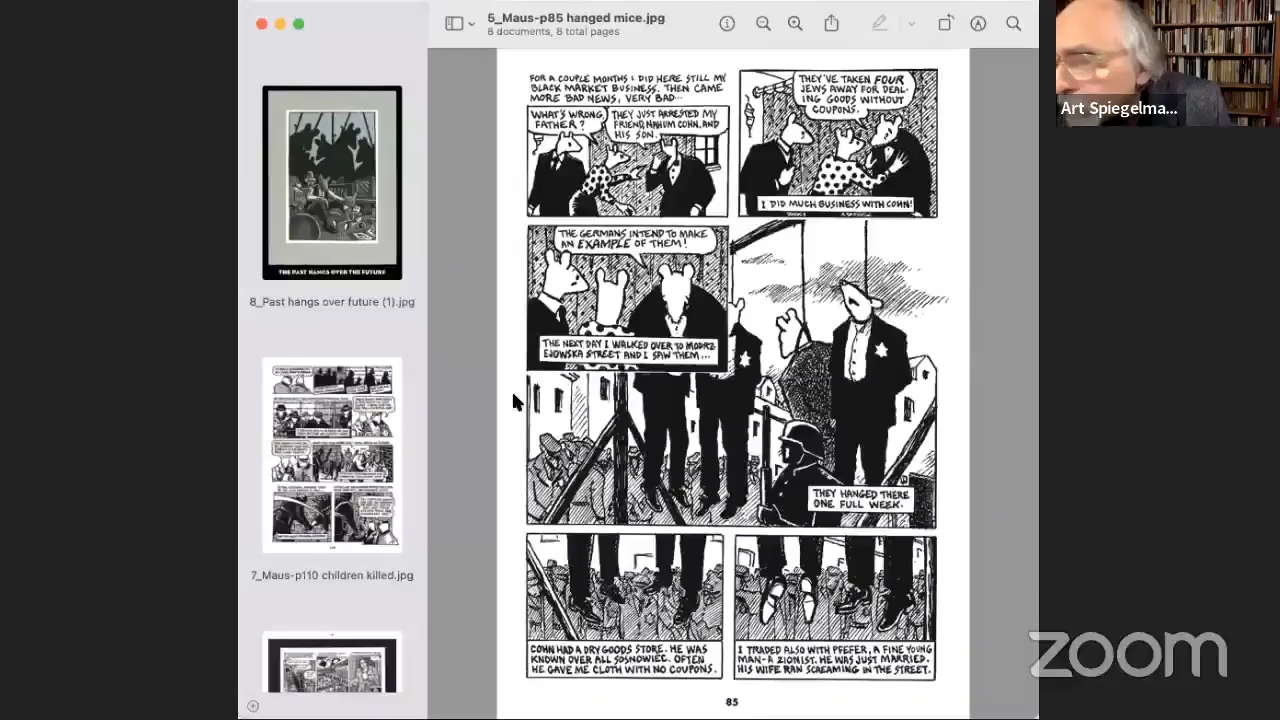 5_Maus-p85 hanged mice.jpg
8 documents, 8 total pages
THE PAST HANGS OVER THE FUTURE
8_Past hangs over future (1).jpg
7_Maus-p110 children killed.jpg
FOR A COUPLE MONTHS I DID HERE STILL MY
BLACK MARKET BUSINESS. THEN CAME
MORE BAD NEWS, VERY BAD...
WHAT'S WRONG,
FATHER?
THEY JUST ARRESTED MY
FRIEND, NAHUM COHN, AND
HIS SON.
THEY'VE TAKEN FOUR
JEWS AWAY FOR DEAL-
ING GOODS WITHOUT
COUPONS.
I DID MUCH BUSINESS WITH COHN!
THE GERMANS INTEND TO MAKE
AN EXAMPLE OF THEM!
THE NEXT DAY I WALKED OVER TO MODRZ
EJOWSKA STREET AND I SAW THEM...
THEY HANGED THERE
ONE FULL WEEK.
COHN HAD A DRY GOODS STORE. HE WAS
KNOWN OVER ALL SOSNOWIEC. OFTEN
HE GAVE ME CLOTH WITH NO COUPONS.
I TRADED ALSO WITH PFEFER, A FINE YOUNG
MAN-A ZIONIST. HE WAS JUST MARRIED.
HIS WIFE RAN SCREAMING IN THE STREET.
85
Art Spiegelma...
zoom